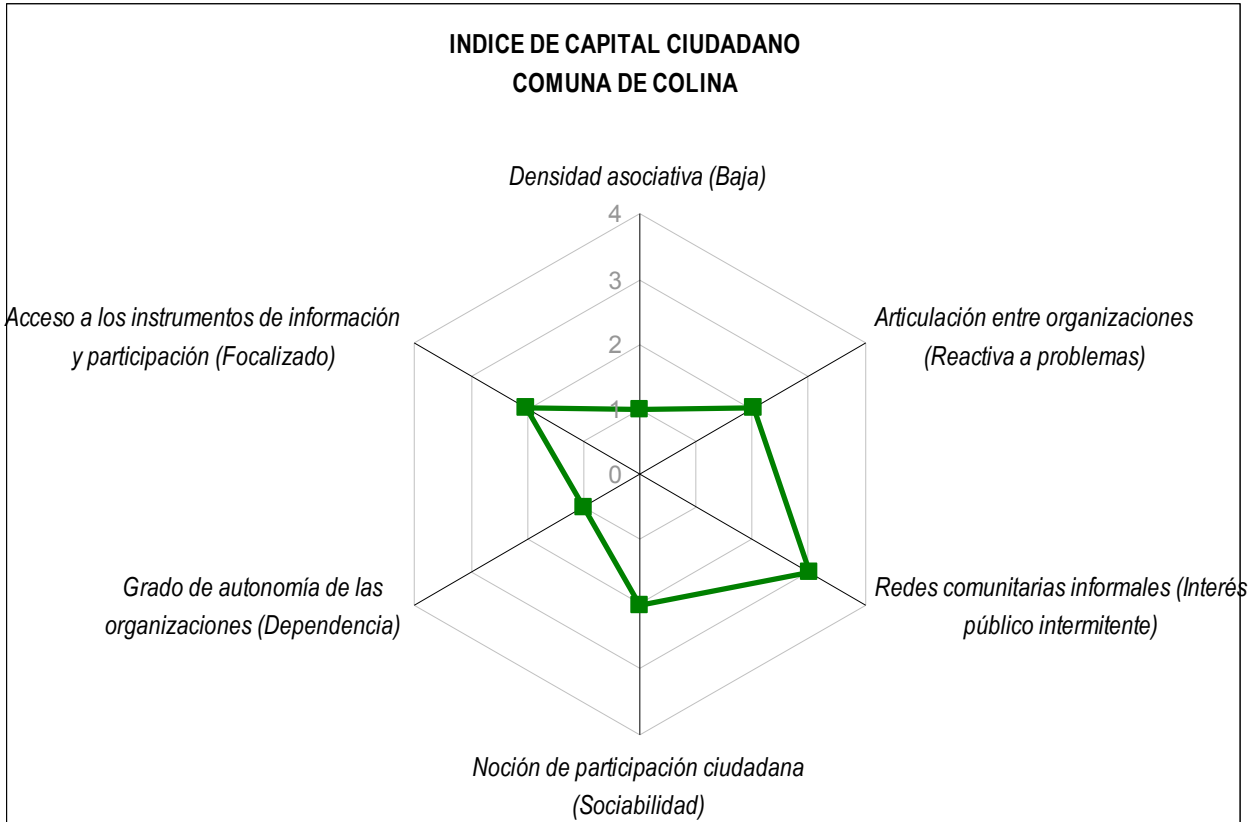 INDICE DE CAPITAL CIUDADANO
COMUNA DE COLINA
Densidad asociativa (Baja)
4
3
2
1
0
Articulación entre organizaciones
(Reactiva a problemas)
Redes comunitarias informales (Interés
público intermitente)
Noción de participación ciudadana
(Sociabilidad)
Grado de autonomía de las
organizaciones (Dependencia)
Acceso a los instrumentos de información
y participación (Focalizado)